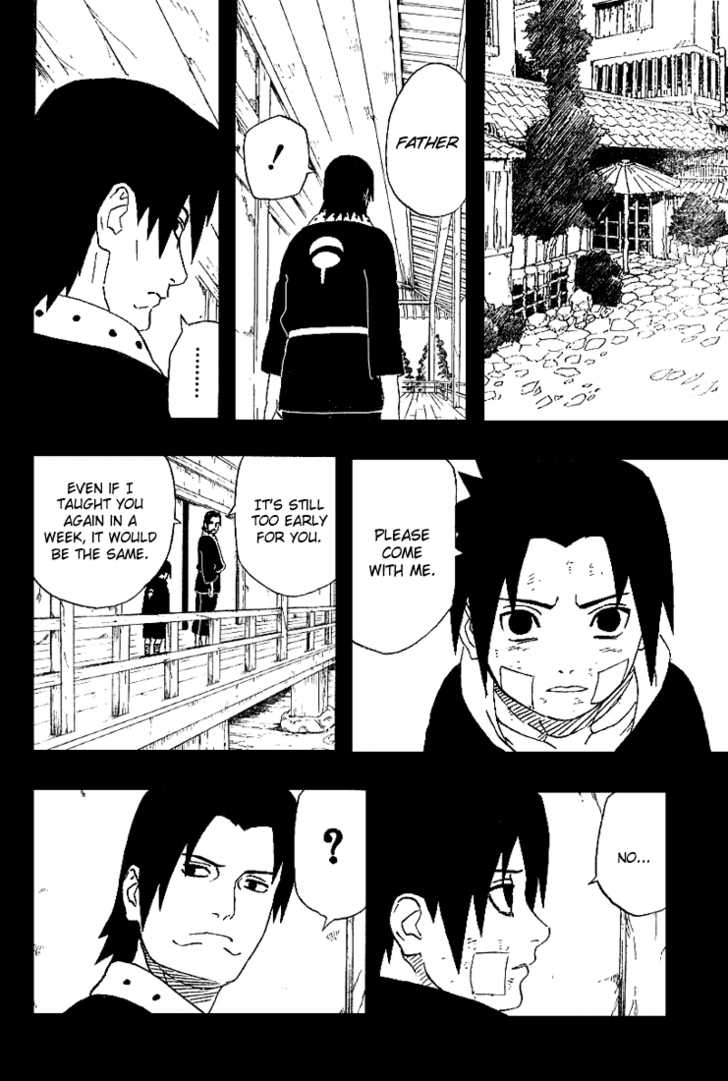 FATHER
!
........
PLEASE
COME
WITH ME.
IT'S STILL
TOO EARLY
FOR YOU.
EVEN IF I
TAUGHT YOU
AGAIN IN A
WEEK, IT WOULD
BE THE SAME.
NO...
?